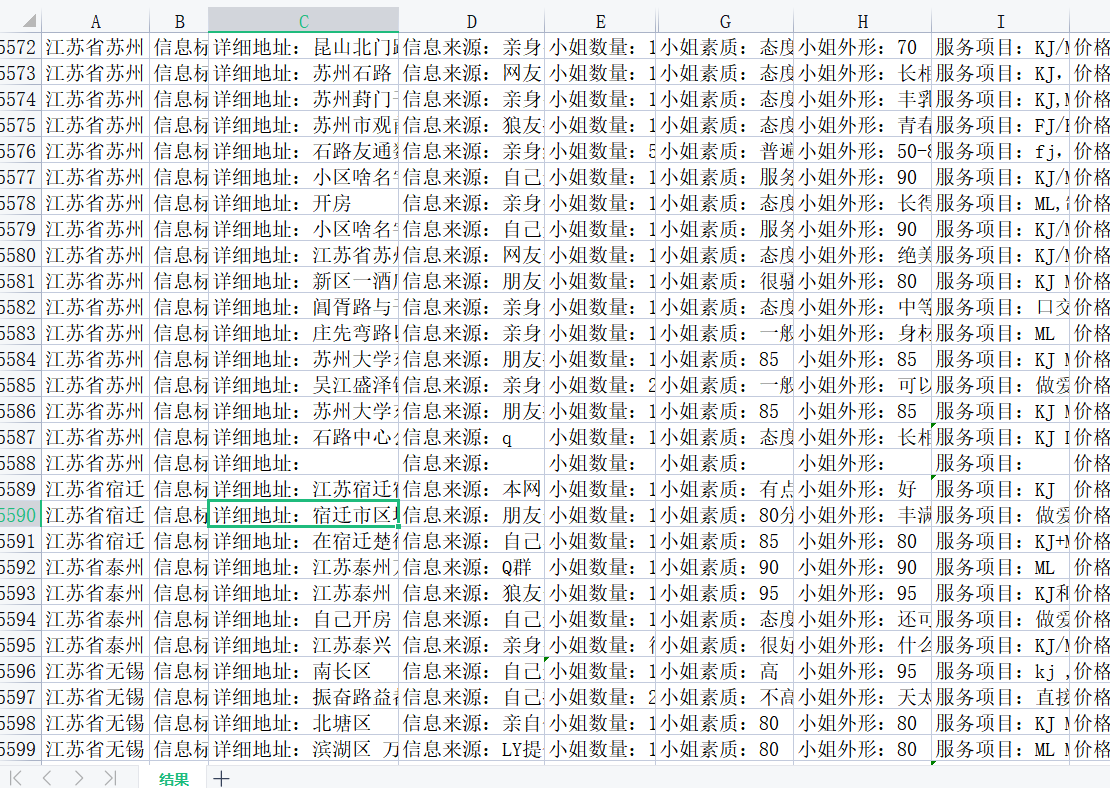 A B C D E G H I
5572 江苏省苏州 信息标 详细地址：昆山北门 信息来源：亲身 小姐数量：1 小姐素质：态度 小姐外形：70 服务项目：KJ/ 价格
5573 江苏省苏州 信息标 详细地址：苏州石路 信息来源：网友 小姐数量：1 小姐素质：态度 小姐外形：长相 服务项目：KJ， 价格
5574 江苏省苏州 信息标 详细地址：苏州葑门 信息来源：亲身 小姐数量：1 小姐素质：态度 小姐外形：丰乳 服务项目：KJ, 价格
5575 江苏省苏州 信息标 详细地址：苏州市观 信息来源：狼友 小姐数量：1 小姐素质：态度 小姐外形：青春 服务项目：FJ/ 价格
5576 江苏省苏州 信息标 详细地址：石路友通 信息来源：亲身 小姐数量：5 小姐素质：普遍 小姐外形：50-8 服务项目：fj， 价格
5577 江苏省苏州 信息标 详细地址：小区啥名 信息来源：自己 小姐数量：1 小姐素质：服务 小姐外形：90 服务项目：KJ/ 价格
5578 江苏省苏州 信息标 详细地址：开房 信息来源：亲身 小姐数量：1 小姐素质：态度 小姐外形：长得 服务项目：ML, 价格
5579 江苏省苏州 信息标 详细地址：小区啥名 信息来源：自己 小姐数量：1 小姐素质：服务 小姐外形：90 服务项目：KJ/ 价格
5580 江苏省苏州 信息标 详细地址：江苏省苏 信息来源：网友 小姐数量：1 小姐素质：态度 小姐外形：绝美 服务项目：KJ/ 价格
5581 江苏省苏州 信息标 详细地址：新区一酒 信息来源：朋友 小姐数量：1 小姐素质：很骚 小姐外形：80 服务项目：KJ 价格
5582 江苏省苏州 信息标 详细地址：阊胥路与 信息来源：亲身 小姐数量：1 小姐素质：态度 小姐外形：中等 服务项目：口交 价格
5583 江苏省苏州 信息标 详细地址：庄先弯路 信息来源：亲身 小姐数量：1 小姐素质：一般 小姐外形：身材 服务项目：ML 价格
5584 江苏省苏州 信息标 详细地址：苏州大学 信息来源：朋友 小姐数量：1 小姐素质：85 小姐外形：85 服务项目：KJ 价格
5585 江苏省苏州 信息标 详细地址：吴江盛泽 信息来源：亲身 小姐数量：2 小姐素质：一般 小姐外形：可以 服务项目：做爱 价格
5586 江苏省苏州 信息标 详细地址：苏州大学 信息来源：朋友 小姐数量：1 小姐素质：85 小姐外形：85 服务项目：KJ 价格
5587 江苏省苏州 信息标 详细地址：石路中心 信息来源：q 小姐数量：1 小姐素质：态度 小姐外形：长相 服务项目：KJ 价格
5588 江苏省苏州 信息标 详细地址： 信息来源： 小姐数量： 小姐素质： 小姐外形： 服务项目： 价格
5589 江苏省宿迁 信息标 详细地址：江苏宿迁 信息来源：本网 小姐数量：1 小姐素质：有点 小姐外形：好 服务项目：KJ 价格
5590 江苏省宿迁 信息标 详细地址：宿迁市区 信息来源：朋友 小姐数量：1 小姐素质：80分 小姐外形：丰满 服务项目：做爱 价格
5591 江苏省宿迁 信息标 详细地址：在宿迁楚 信息来源：自己 小姐数量：1 小姐素质：85 小姐外形：80 服务项目：KJ+ 价格
5592 江苏省泰州 信息标 详细地址：江苏泰州 信息来源：Q群 小姐数量：1 小姐素质：90 小姐外形：90 服务项目：ML 价格
5593 江苏省泰州 信息标 详细地址：江苏泰州 信息来源：狼友 小姐数量：1 小姐素质：95 小姐外形：95 服务项目：KJ和 价格
5594 江苏省泰州 信息标 详细地址：自己开房 信息来源：自己 小姐数量：1 小姐素质：态度 小姐外形：还可 服务项目：做爱 价格
5595 江苏省泰州 信息标 详细地址：江苏泰兴 信息来源：亲身 小姐数量： 小姐素质：很好 小姐外形：什么 服务项目：KJ/ 价格
5596 江苏省无锡 信息标 详细地址：南长区 信息来源：自己 小姐数量：1 小姐素质：高 小姐外形：95 服务项目：kj , 价格
5597 江苏省无锡 信息标 详细地址：振奋路益 信息来源：自己 小姐数量：2 小姐素质：不高 小姐外形：天太 服务项目：直接 价格
5598 江苏省无锡 信息标 详细地址：北塘区 信息来源：亲自 小姐数量：1 小姐素质：80 小姐外形：80 服务项目：KJ 价格
5599 江苏省无锡 信息标 详细地址：滨湖区 万 信息来源：LY提 小姐数量：1 小姐素质：80 小姐外形：80 服务项目：ML 价格
结果